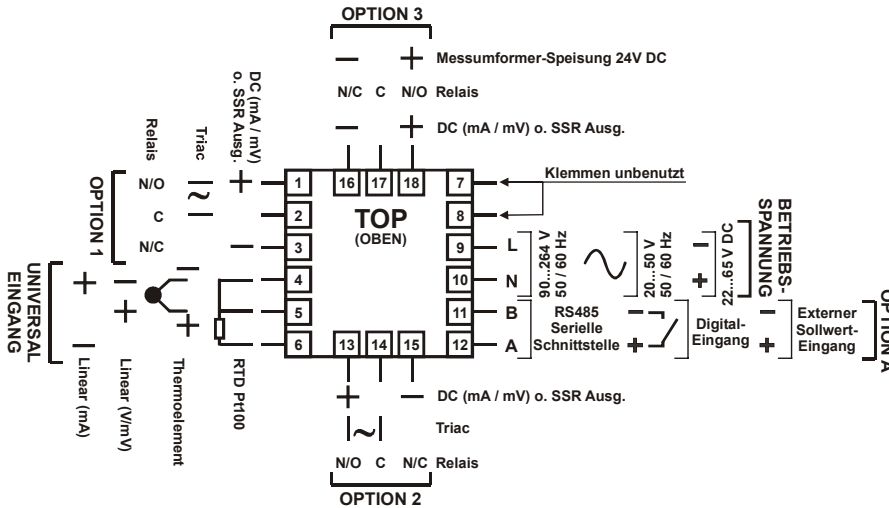 OPTION 3
− + Messumformer-Speisung 24V DC
N/C C N/O Relais
− + DC (mA / mV) o. SSR Ausg.
Relais
Triac
DC (mA / mV)
o. SSR Ausg.
OPTION 1
N/O
C
N/C
1
2
3
4
5
6
16 17 18
TOP
(OBEN)
13 14 15
7
8
9
10
11
12
Klemmen unbenutzt
L
N
B
A
90...264 V
50 / 60 Hz
20...50 V
50 / 60 Hz
− +
22...65 V DC
BETRIEBS-
SPANNUNG
RS485
Serielle
Schnittstelle
− +
Digital-
Eingang
− +
Externer
Sollwert-
Eingang
OPTION A
UNIVERSAL
EINGANG
+ −
Linear (mA)
− +
Linear (V/mV)
− +
Thermoelement
RTD Pt100
+ − DC (mA / mV) o. SSR Ausg.
~ Triac
N/O C N/C Relais
OPTION 2